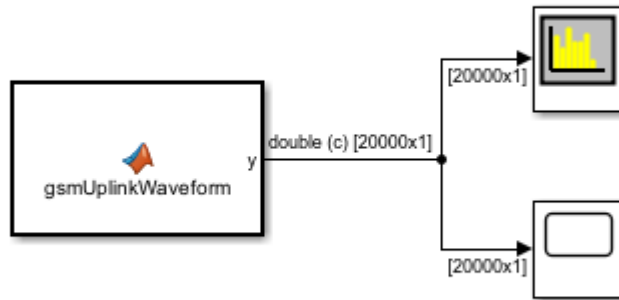 [20000x1]
double (c) [20000x1]
y
gsmUplinkWaveform
[20000x1]